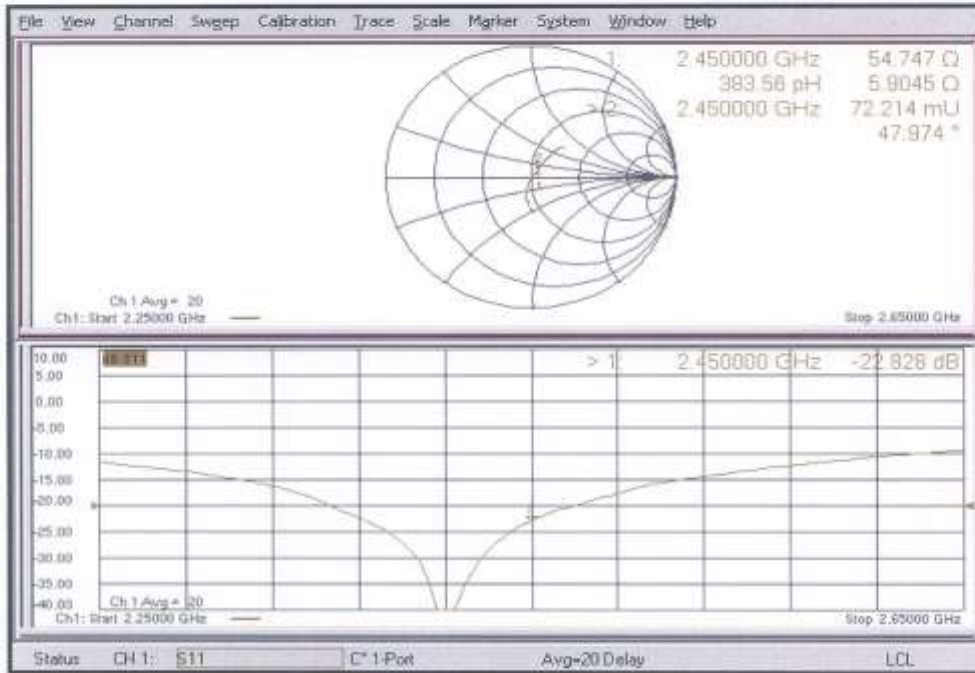 File View Channel Sweep Calibration Trace Scale Marker System Window Help
1: 2.450000 GHz 54.747 Ω
383.56 pH 5.9045 Ω
> 2: 2.450000 GHz 72.214 mU
47.974 °
Ch 1 Avg = 20
Ch1: Start 2.25000 GHz
Stop 2.65000 GHz
10.00
> 1: 2.450000 GHz -22.828 dB
5.00
0.00
-5.00
-10.00
-15.00
-20.00
-25.00
-30.00
-35.00
-40.00
Ch 1 Avg = 20
Ch1: Start 2.25000 GHz
Stop 2.65000 GHz
Status CH 1: S11 C* 1-Port Avg=20 Delay LCL